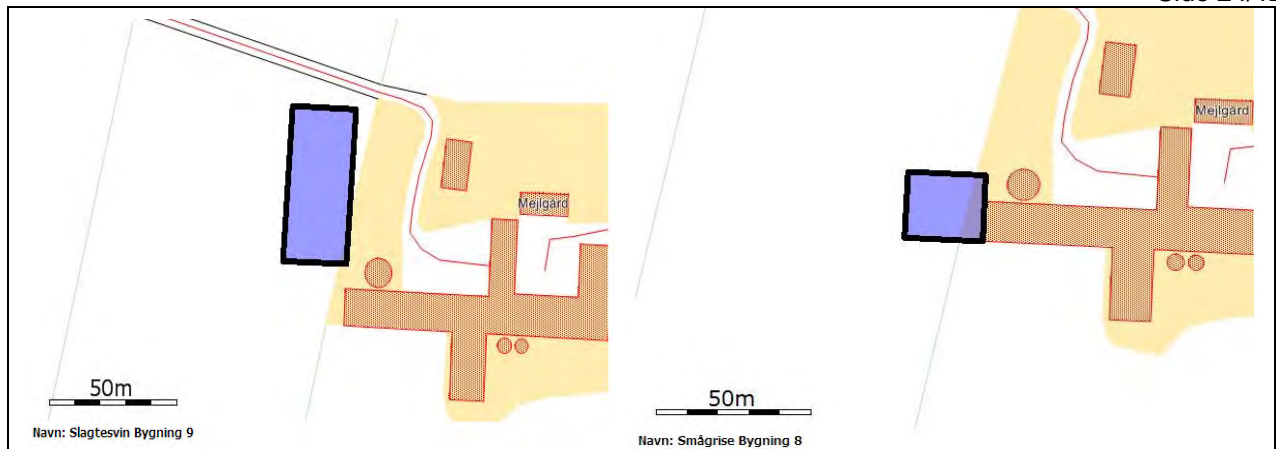 Mejlgård
50m
Navn: Slagtesvin Bygning 9
Mejlgård
50m
Navn: Smågrise Bygning 8